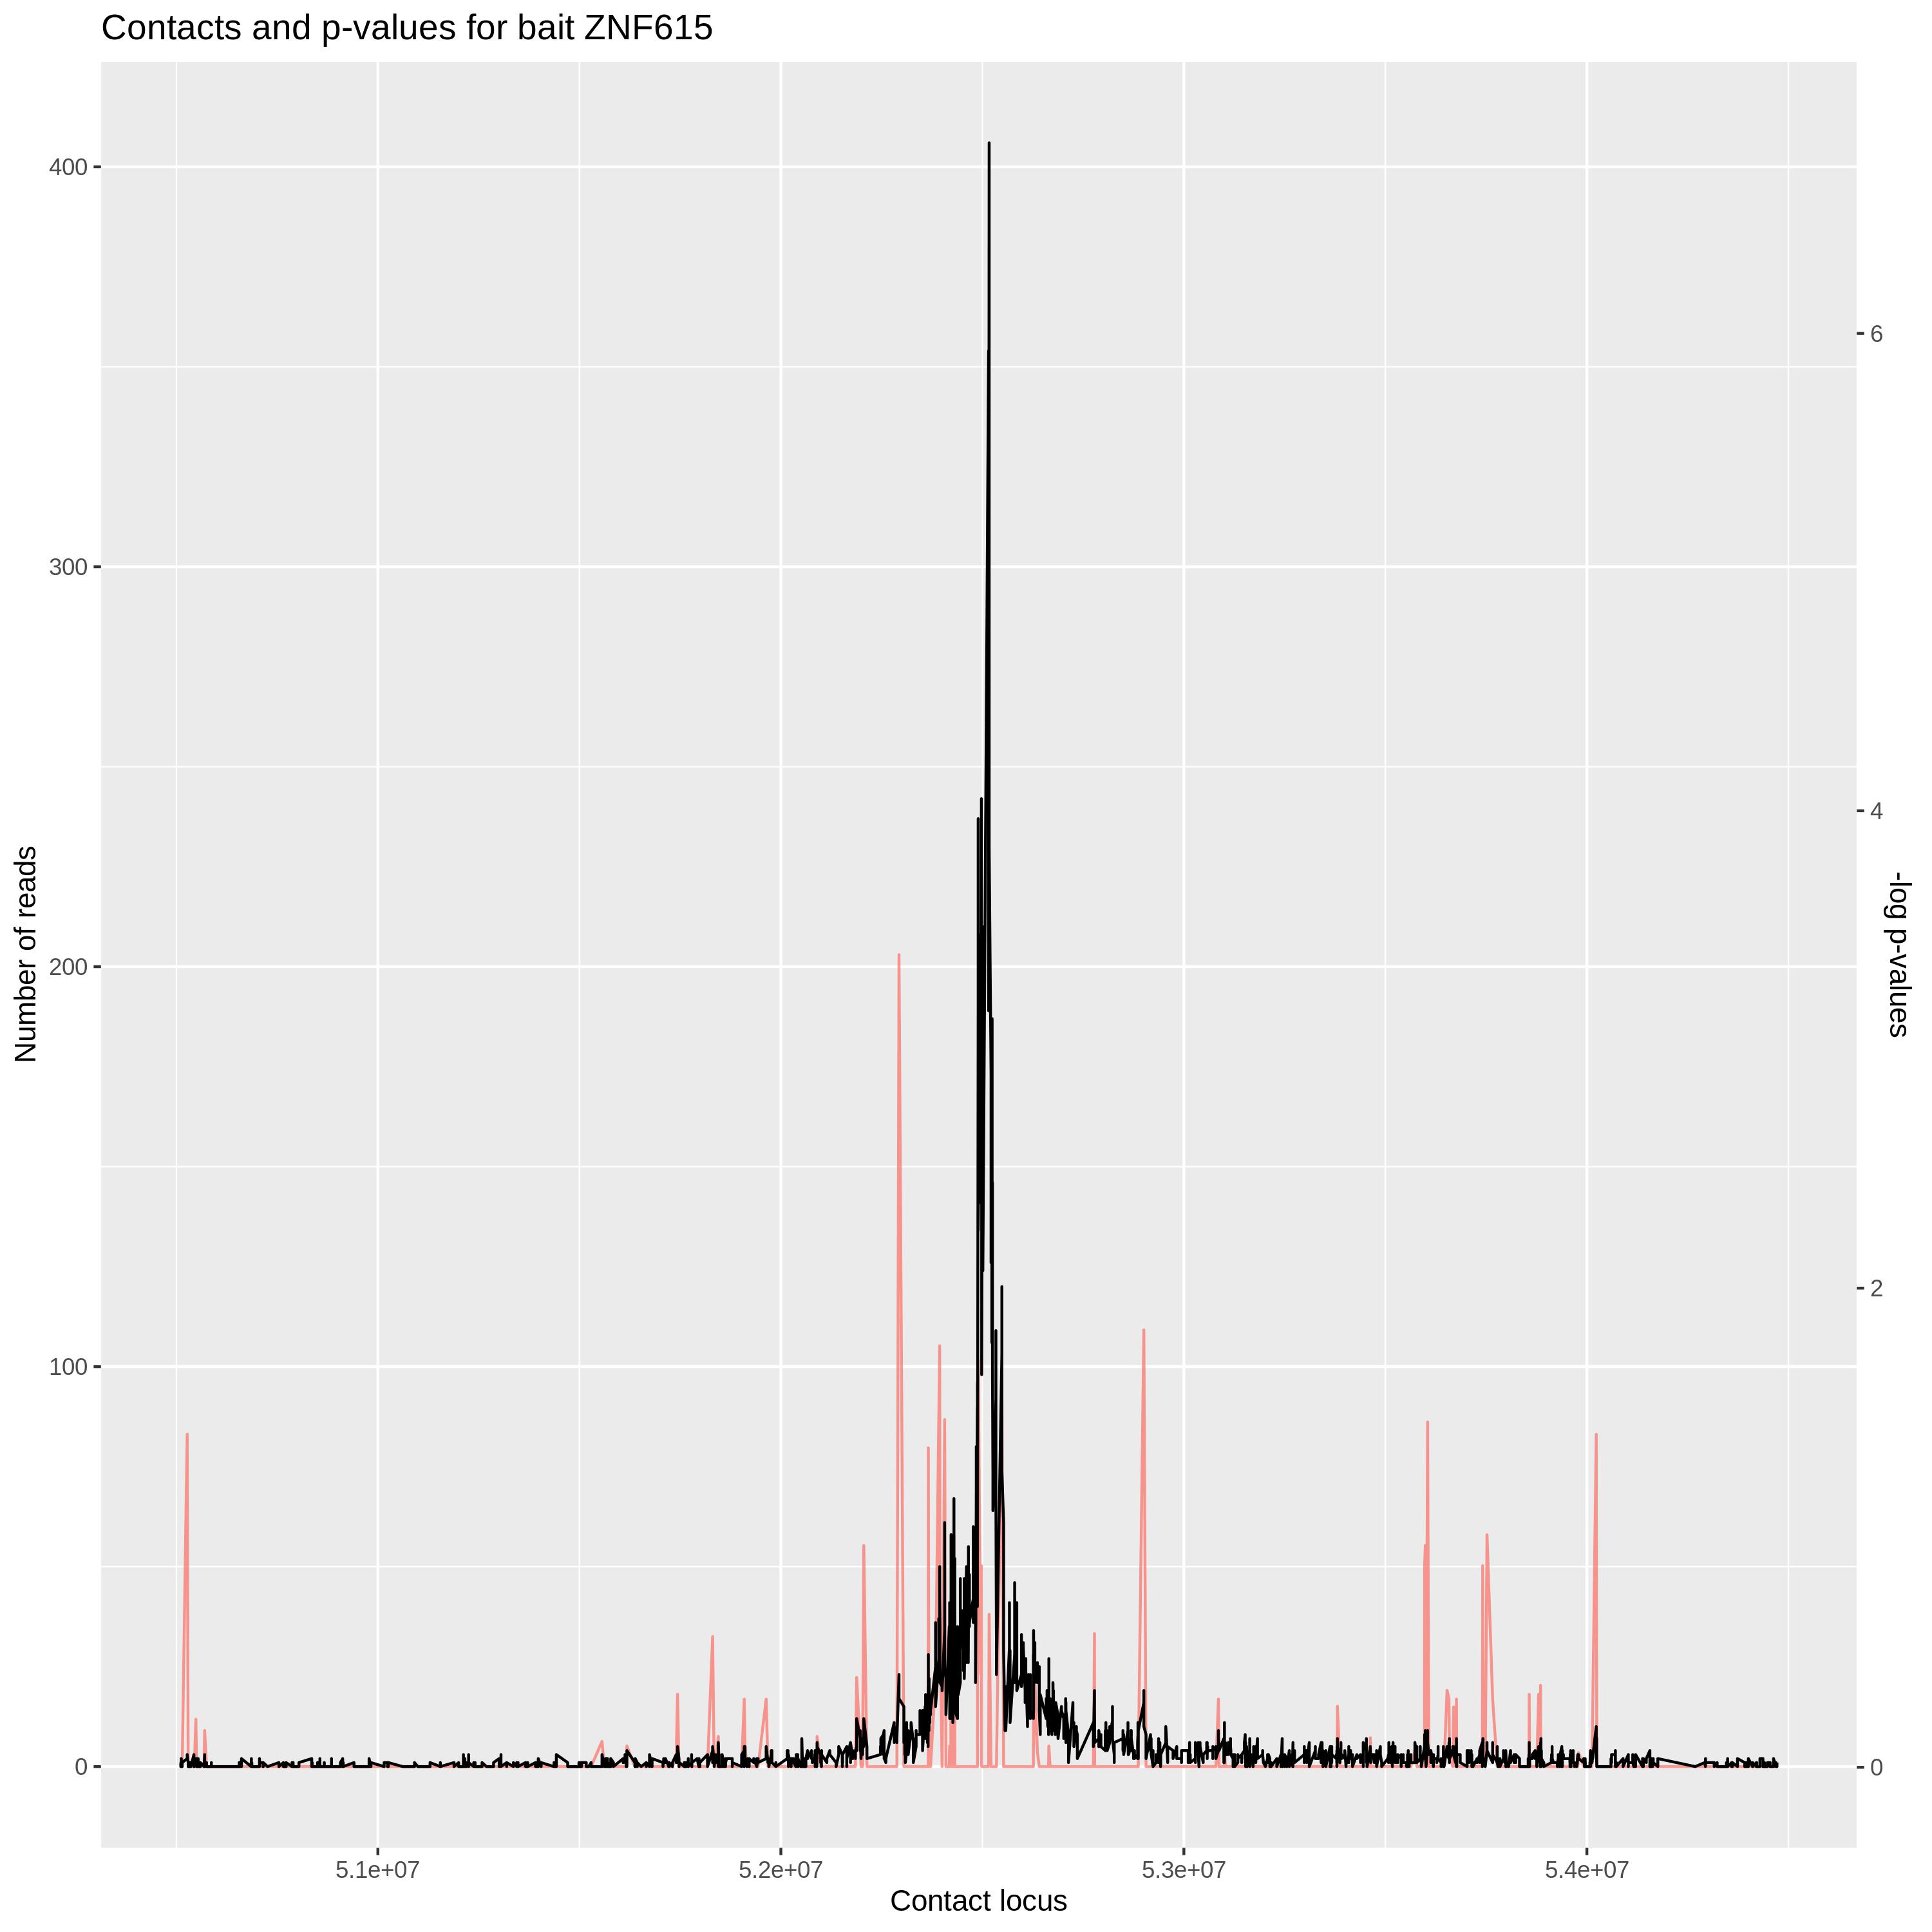 Contacts and p-values for bait ZNF615
400
300
200
100
0
Number of reads
6
4
2
0
-log p-values
5.1e+07
5.2e+07
5.3e+07
5.4e+07
Contact locus